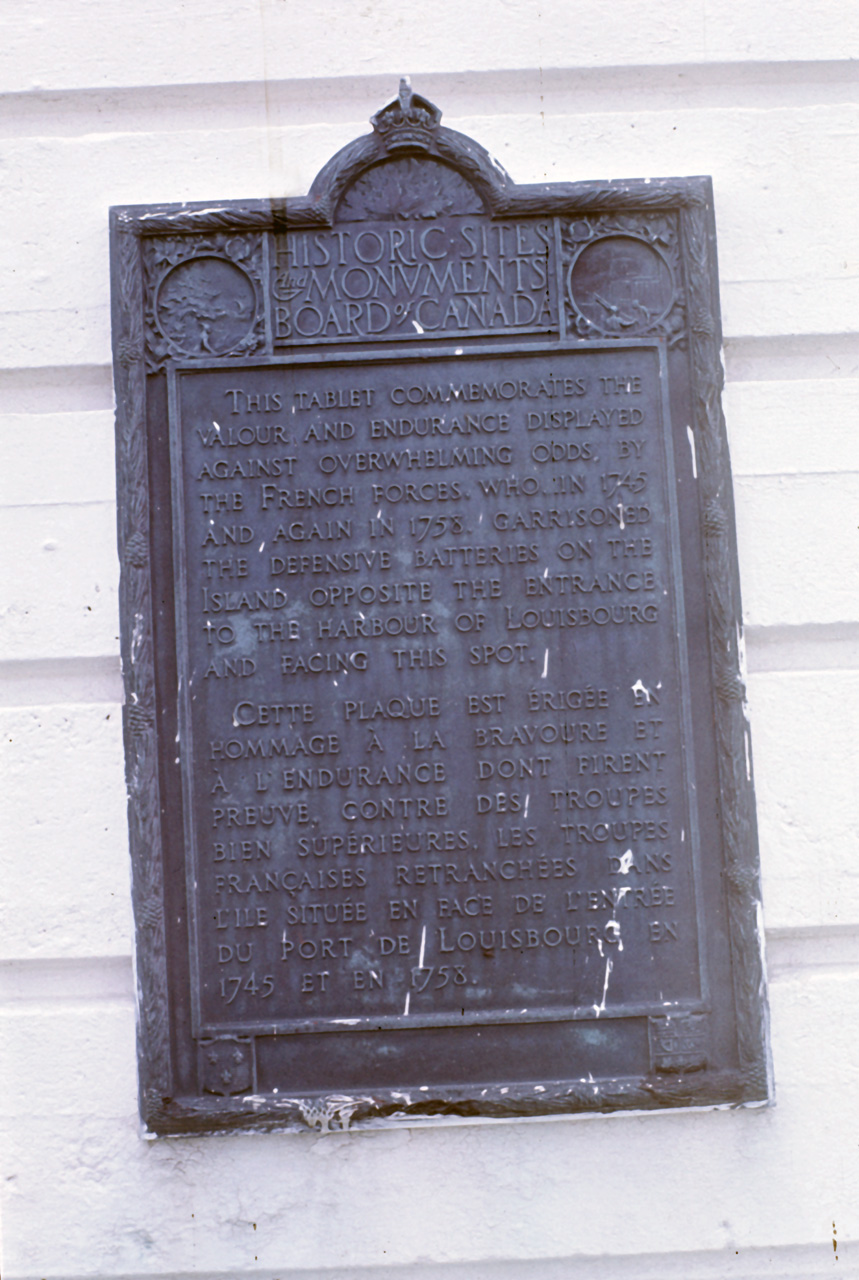 HISTORIC SITES
And MONVMENTS
BOARD of CANADA
THIS TABLET COMMEMORATES THE
VALOUR AND ENDURANCE DISPLAYED
AGAINST OVERWHELMING ODDS, BY
THE FRENCH FORCES, WHO, IN 1745
AND AGAIN IN 1758, GARRISONED
THE DEFENSIVE BATTERIES ON THE
ISLAND OPPOSITE THE ENTRANCE
TO THE HARBOUR OF LOUISBOURG
AND FACING THIS SPOT.
CETTE PLAQUE EST ÉRIGÉE EN
HOMMAGE À LA BRAVOURE ET
À L'ENDURANCE DONT FIRENT
PREUVE, CONTRE DES TROUPES
BIEN SUPÉRIEURES, LES TROUPES
FRANÇAISES RETRANCHÉES DANS
L'ILE SITUÉE EN FACE DE L'ENTRÉE
DU PORT DE LOUISBOURG EN
1745 ET EN 1758.